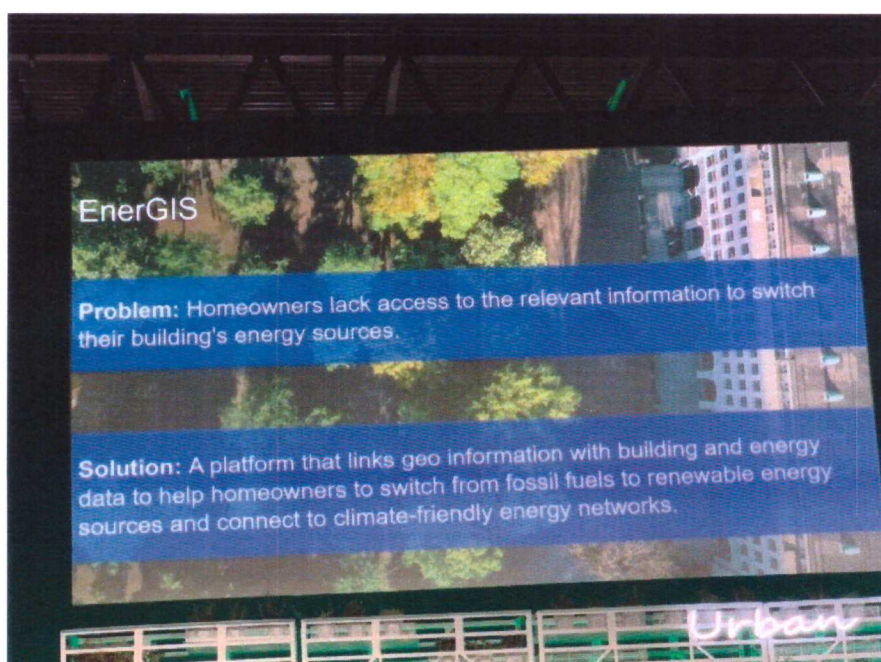 EnerGIS
Problem: Homeowners lack access to the relevant information to switch
their building's energy sources.
Solution: A platform that links geo information with building and energy
data to help homeowners to switch from fossil fuels to renewable energy
sources and connect to climate-friendly energy networks.
Urban